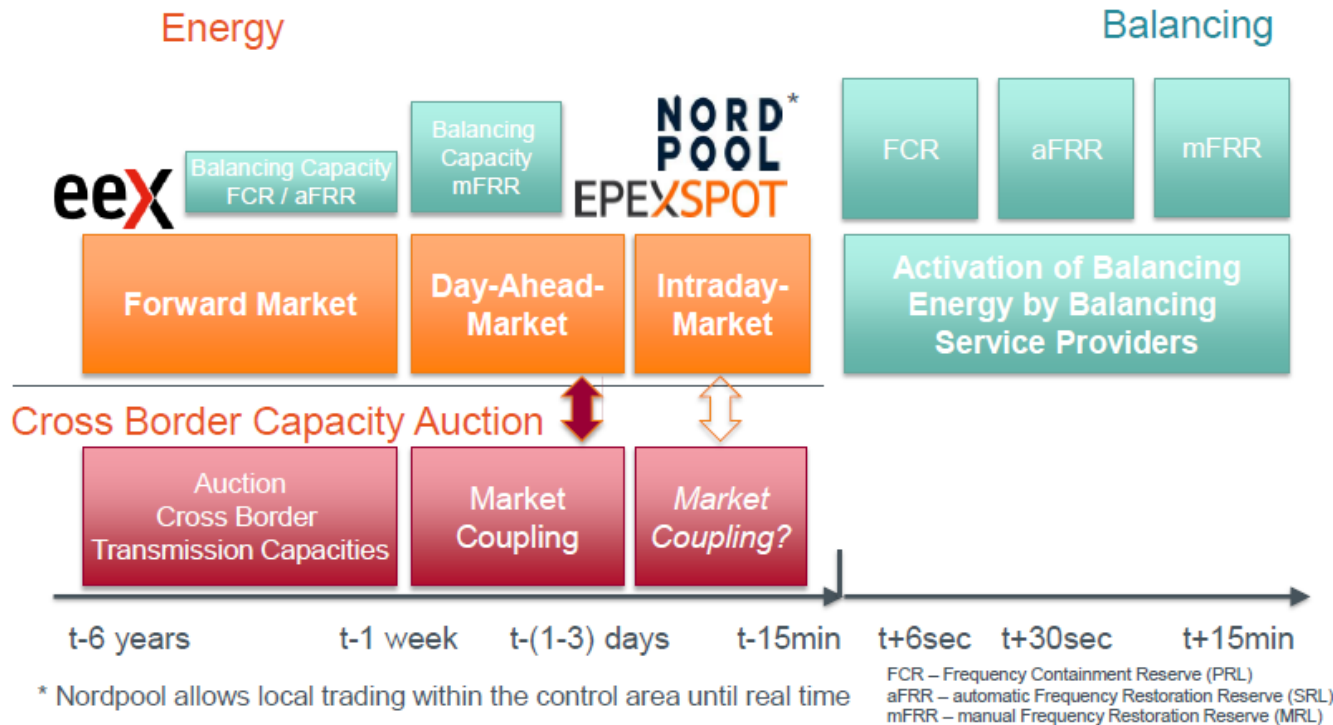 Energy
Balancing
NORD
POOL*
EPEXSPOT
eex
Balancing Capacity
FCR / aFRR
Balancing
Capacity
mFRR
FCR
aFRR
mFRR
Forward Market
Day-Ahead-
Market
Intraday-
Market
Activation of Balancing
Energy by Balancing
Service Providers
Cross Border Capacity Auction
Auction
Cross Border
Transmission Capacities
Market
Coupling
Market
Coupling?
t-6 years
t-1 week
t-(1-3) days
t-15min
t+6sec
t+30sec
t+15min
* Nordpool allows local trading within the control area until real time
FCR – Frequency Containment Reserve (PRL)
aFRR – automatic Frequency Restoration Reserve (SRL)
mFRR – manual Frequency Restoration Reserve (MRL)